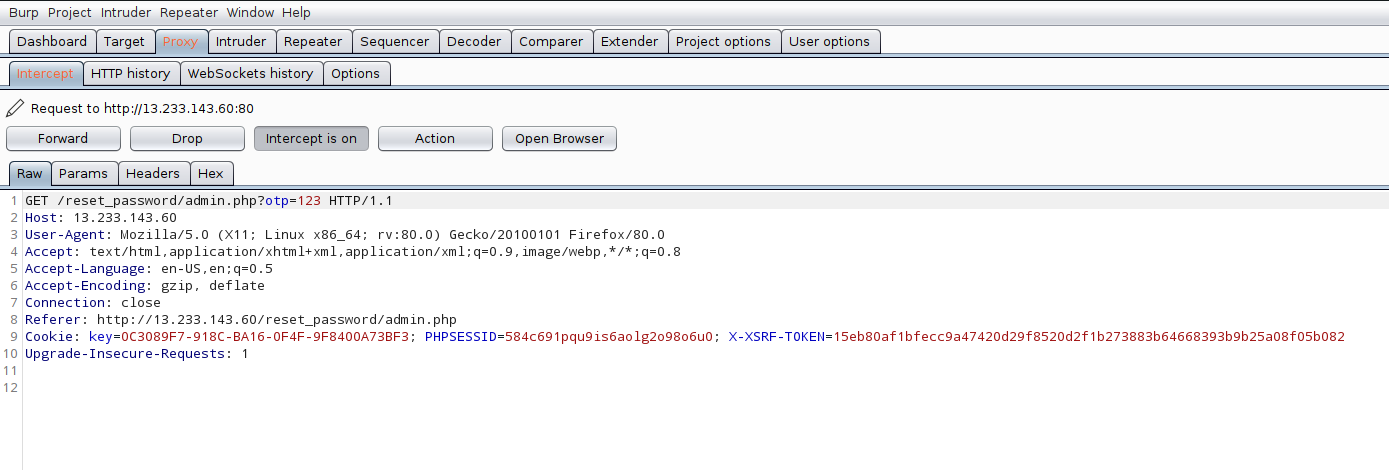 Burp Project Intruder Repeater Window Help
Dashboard Target Proxy Intruder Repeater Sequencer Decoder Comparer Extender Project options User options
Intercept HTTP history WebSockets history Options
Request to http://13.233.143.60:80
Forward Drop Intercept is on Action Open Browser
Raw Params Headers Hex
1 GET /reset_password/admin.php?otp=123 HTTP/1.1
2 Host: 13.233.143.60
3 User-Agent: Mozilla/5.0 (X11; Linux x86_64; rv:80.0) Gecko/20100101 Firefox/80.0
4 Accept: text/html,application/xhtml+xml,application/xml;q=0.9,image/webp,*/*;q=0.8
5 Accept-Language: en-US,en;q=0.5
6 Accept-Encoding: gzip, deflate
7 Connection: close
8 Referer: http://13.233.143.60/reset_password/admin.php
9 Cookie: key=0C3089F7-918C-BA16-0F4F-9F8400A73BF3; PHPSESSID=584c691pqu9is6aolg2o98o6u0; X-XSRF-TOKEN=15eb80af1bfecc9a47420d29f8520d2f1b273883b64668393b9b25a08f05b082
10 Upgrade-Insecure-Requests: 1
11
12